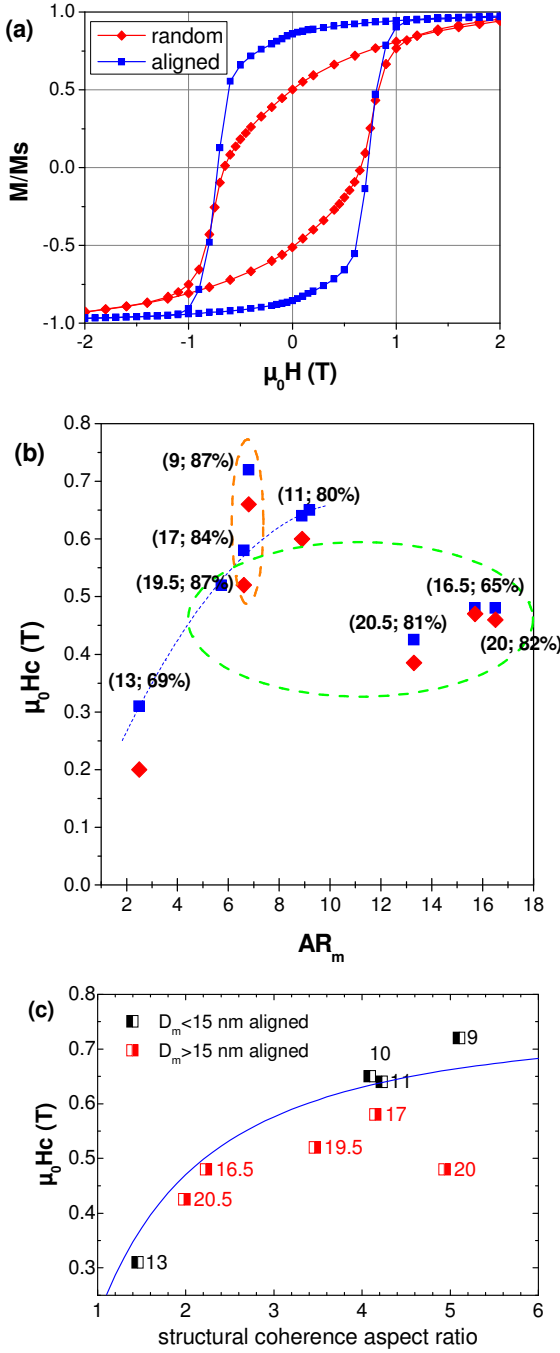 (a)
random
aligned
M/Ms
1.0
0.5
0.0
-0.5
-1.0
-2 -1 0 1 2
μ₀H (T)
(b)
μ₀Hc (T)
0.8
0.7
0.6
0.5
0.4
0.3
0.2
0.1
0.0
(9; 87%)
(11; 80%)
(17; 84%)
(19.5; 87%)
(16.5; 65%)
(20.5; 81%)
(20; 82%)
(13; 69%)
2 4 6 8 10 12 14 16 18
ARₘ
(c)
μ₀Hc (T)
0.8
0.7
0.6
0.5
0.4
0.3
Dₘ<15 nm aligned
Dₘ>15 nm aligned
9
10
11
17
19.5
16.5
20
20.5
13
1 2 3 4 5 6
structural coherence aspect ratio